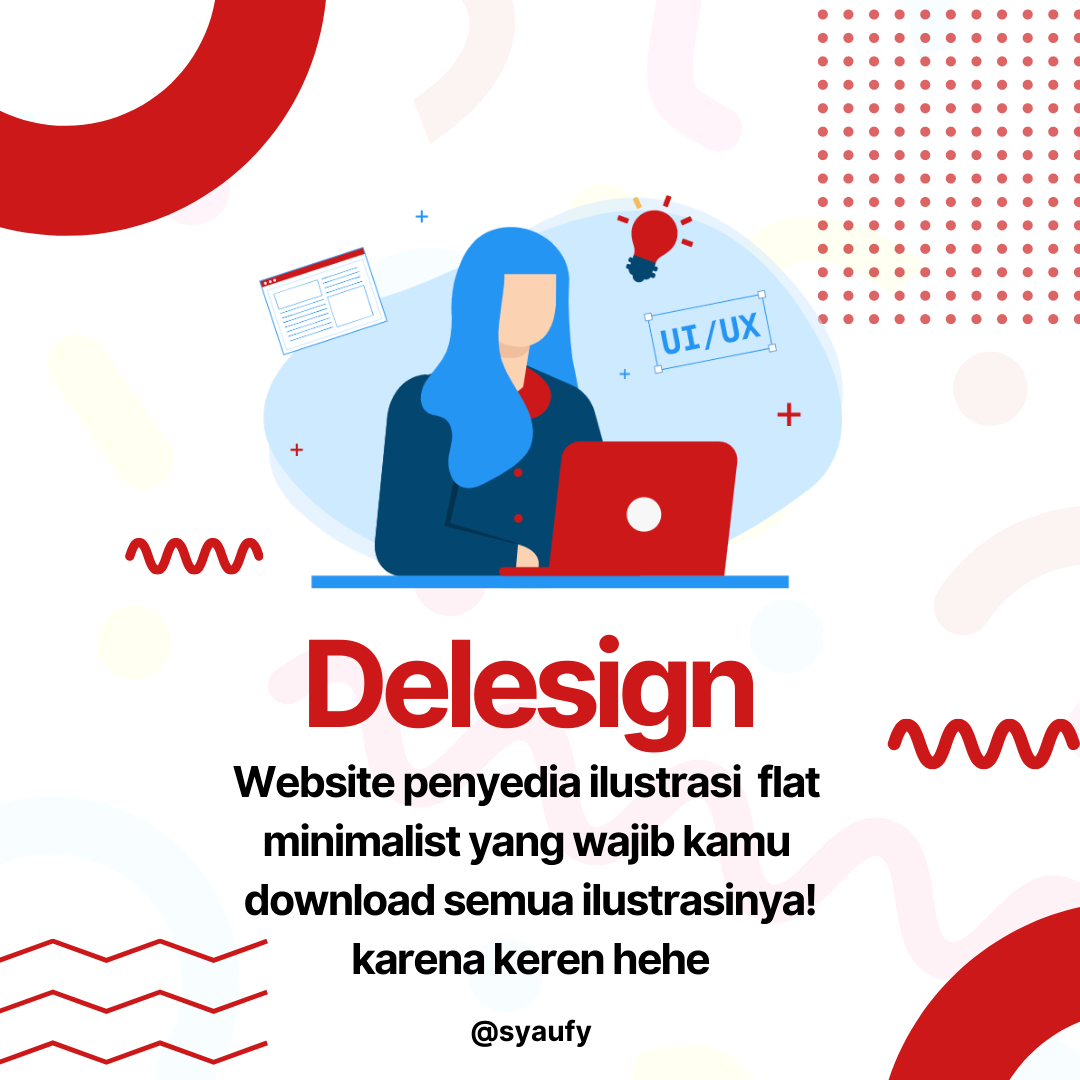 UI/UX
Delesign
Website penyedia ilustrasi flat
minimalist yang wajib kamu
download semua ilustrasinya!
karena keren hehe
@syaufy